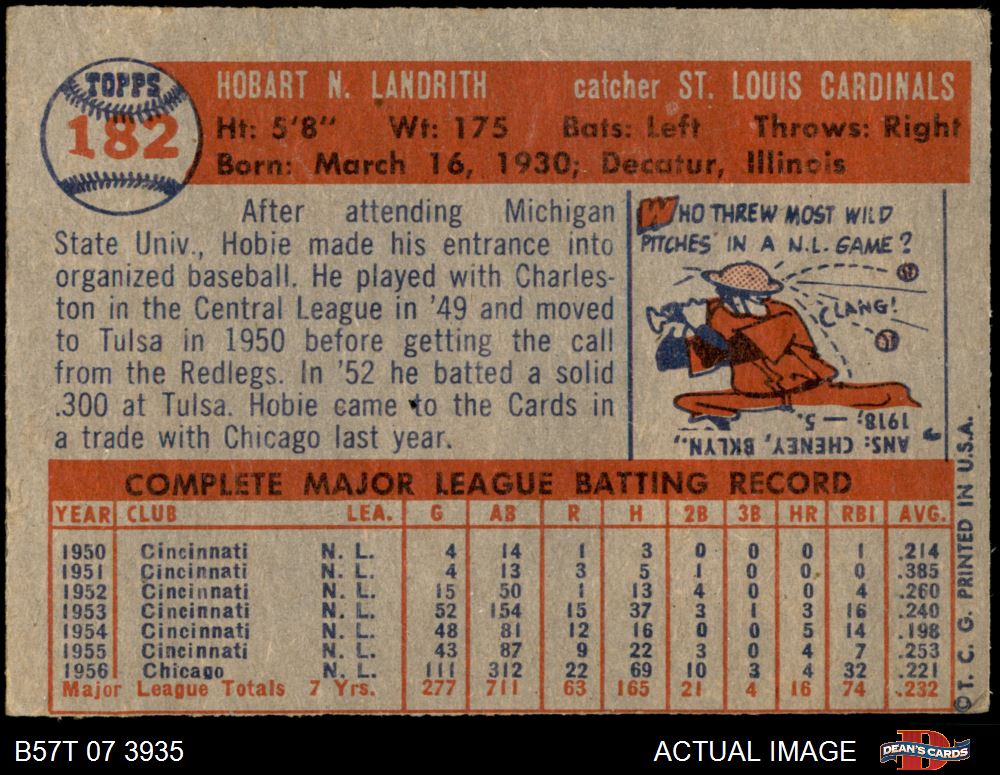 TOPPS
182
HOBART N. LANDRITH catcher ST. LOUIS CARDINALS
Ht: 5'8" Wt: 175 Bats: Left Throws: Right
Born: March 16, 1930; Decatur, Illinois
After attending Michigan
State Univ., Hobie made his entrance into
organized baseball. He played with Charles-
ton in the Central League in '49 and moved
to Tulsa in 1950 before getting the call
from the Redlegs. In '52 he batted a solid
.300 at Tulsa. Hobie came to the Cards in
a trade with Chicago last year.
WHO THREW MOST WILD
PITCHES IN A N.L. GAME?
CLANG!
ANS: CHENEY, BKLYN.,
1918; — 5.
COMPLETE MAJOR LEAGUE BATTING RECORD
YEAR CLUB LEA. G AB R H 2B 3B HR RBI AVG.
1950 Cincinnati N. L. 4 14 1 3 0 0 0 1 .214
1951 Cincinnati N. L. 4 13 3 5 1 0 0 0 .385
1952 Cincinnati N. L. 15 50 1 13 4 0 0 4 .260
1953 Cincinnati N. L. 52 154 15 37 3 1 3 16 .240
1954 Cincinnati N. L. 48 81 12 16 0 0 5 14 .198
1955 Cincinnati N. L. 43 87 9 22 3 0 4 7 .253
1956 Chicago N. L. 111 312 22 69 10 3 4 32 .221
Major League Totals 7 Yrs. 277 711 63 165 21 4 16 74 .232
© T. C. G. PRINTED IN U.S.A.
B57T 07 3935 ACTUAL IMAGE
D
DEAN'S CARDS